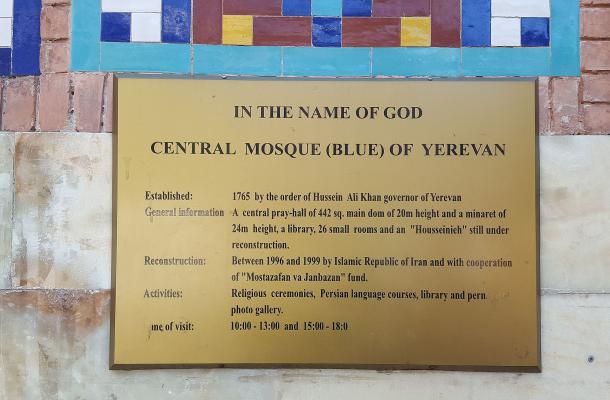 IN THE NAME OF GOD
CENTRAL MOSQUE (BLUE) OF YEREVAN
Established: 1765 by the order of Hussein Ali Khan governor of Yerevan
General information A central pray-hall of 442 sq. main dom of 20m height and a minaret of
24m height, a library, 26 small rooms and an "Housseinieh" still under
reconstruction.
Reconstruction: Between 1996 and 1999 by Islamic Republic of Iran and with cooperation
of "Mostazafan va Janbazan" fund.
Activities: Religious ceremonies, Persian language courses, library and perm
photo gallery.
me of visit: 10:00 - 13:00 and 15:00 - 18:0